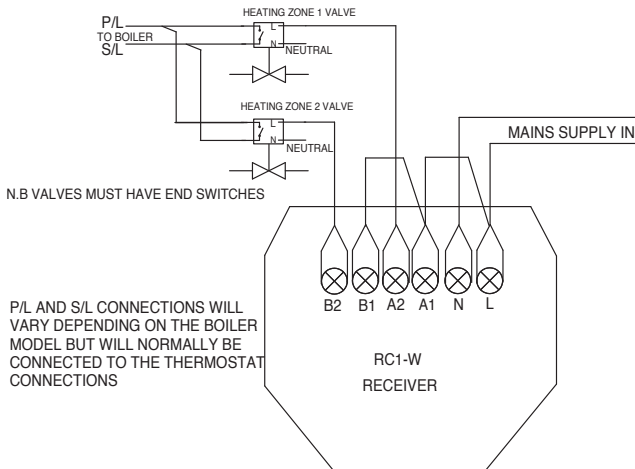 P/L
TO BOILER
S/L
HEATING ZONE 1 VALVE
L
N
NEUTRAL
HEATING ZONE 2 VALVE
L
N
NEUTRAL
MAINS SUPPLY IN
N.B VALVES MUST HAVE END SWITCHES
B2 B1 A2 A1 N L
P/L AND S/L CONNECTIONS WILL
VARY DEPENDING ON THE BOILER
MODEL BUT WILL NORMALLY BE
CONNECTED TO THE THERMOSTAT
CONNECTIONS
RC1-W
RECEIVER